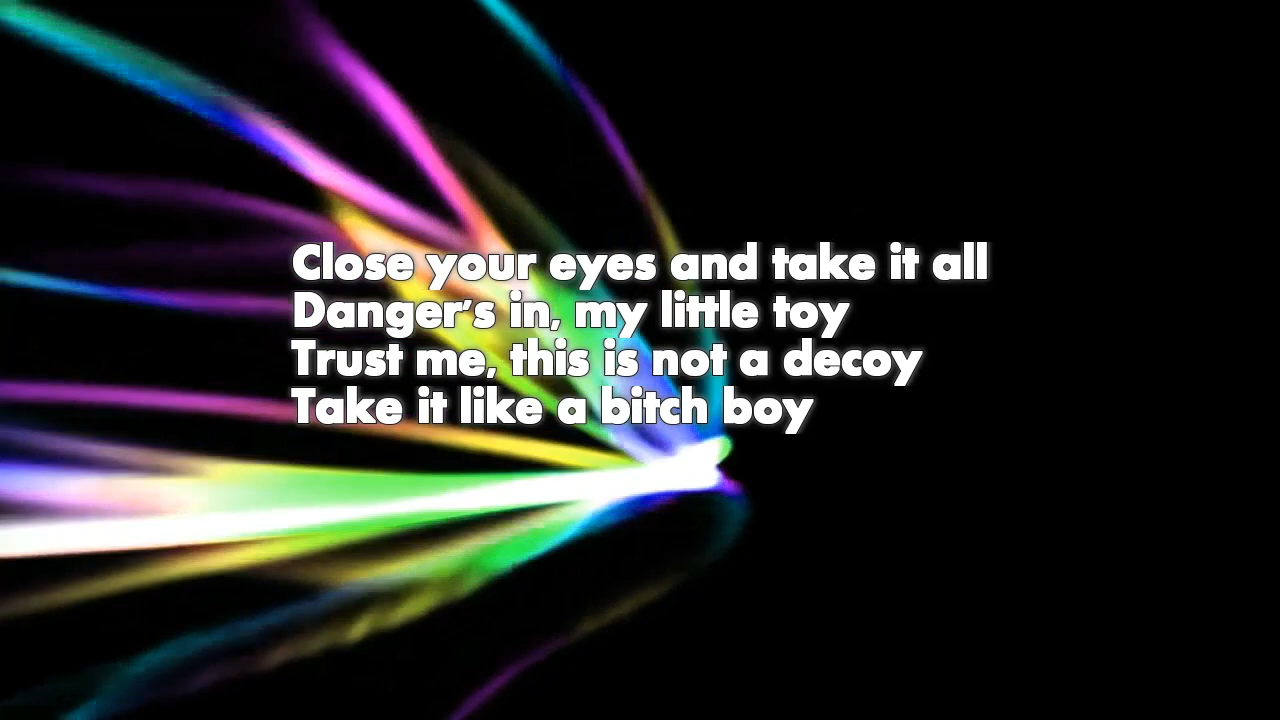 Close your eyes and take it all
Danger's in, my little toy
Trust me, this is not a decoy
Take it like a bitch boy